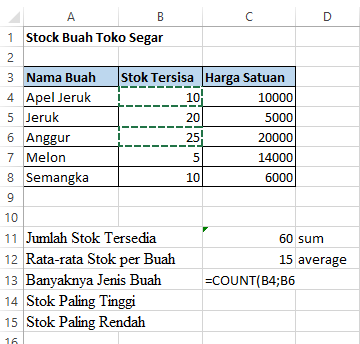 A B C D
1 Stock Buah Toko Segar
2
3 Nama Buah Stok Tersisa Harga Satuan
4 Apel Jeruk 10 10000
5 Jeruk 20 5000
6 Anggur 25 20000
7 Melon 5 14000
8 Semangka 10 6000
9
10
11 Jumlah Stok Tersedia 60 sum
12 Rata-rata Stok per Buah 15 average
13 Banyaknya Jenis Buah =COUNT(B4;B6
14 Stok Paling Tinggi
15 Stok Paling Rendah
16